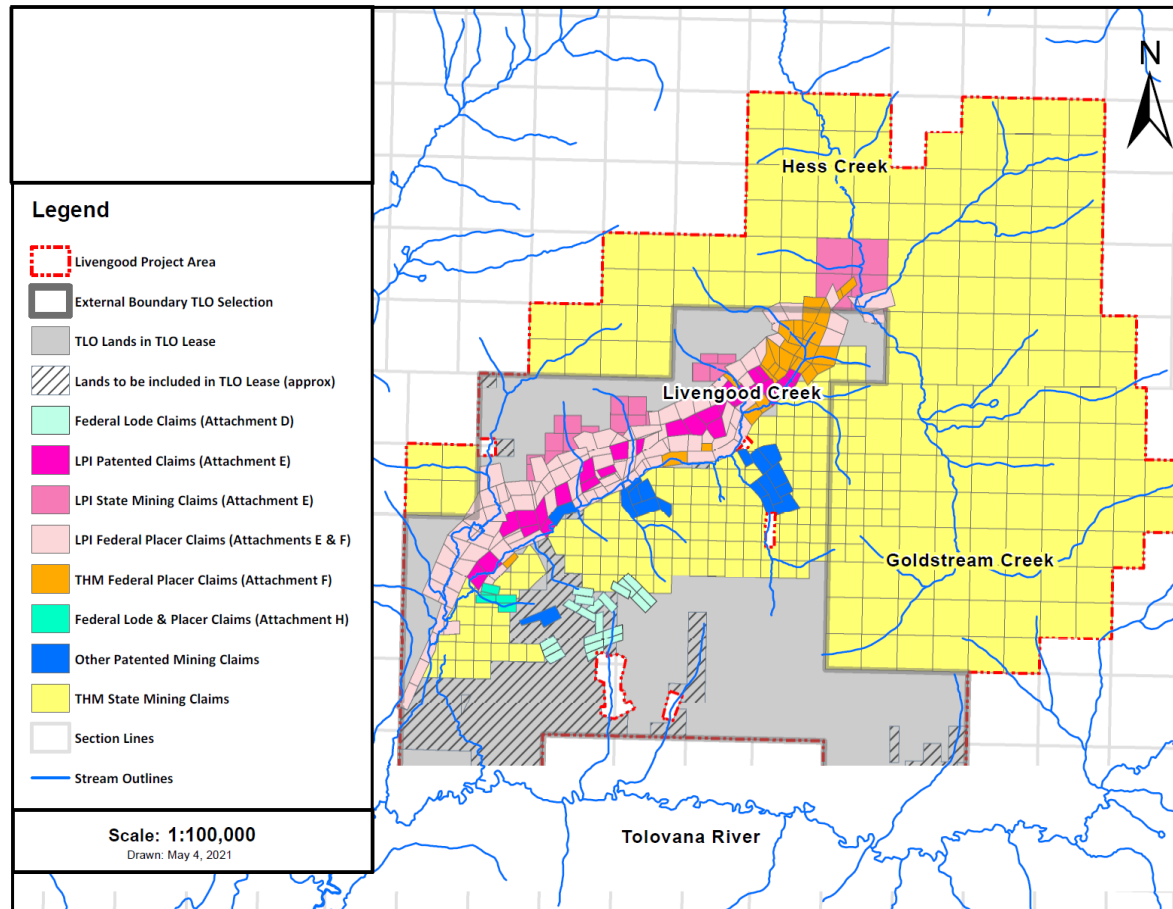 N
Hess Creek
Livengood Creek
Goldstream Creek
Tolovana River
Legend
Livengood Project Area
External Boundary TLO Selection
TLO Lands in TLO Lease
Lands to be included in TLO Lease (approx)
Federal Lode Claims (Attachment D)
LPI Patented Claims (Attachment E)
LPI State Mining Claims (Attachment E)
LPI Federal Placer Claims (Attachments E & F)
THM Federal Placer Claims (Attachment F)
Federal Lode & Placer Claims (Attachment H)
Other Patented Mining Claims
THM State Mining Claims
Section Lines
Stream Outlines
Scale: 1:100,000
Drawn: May 4, 2021